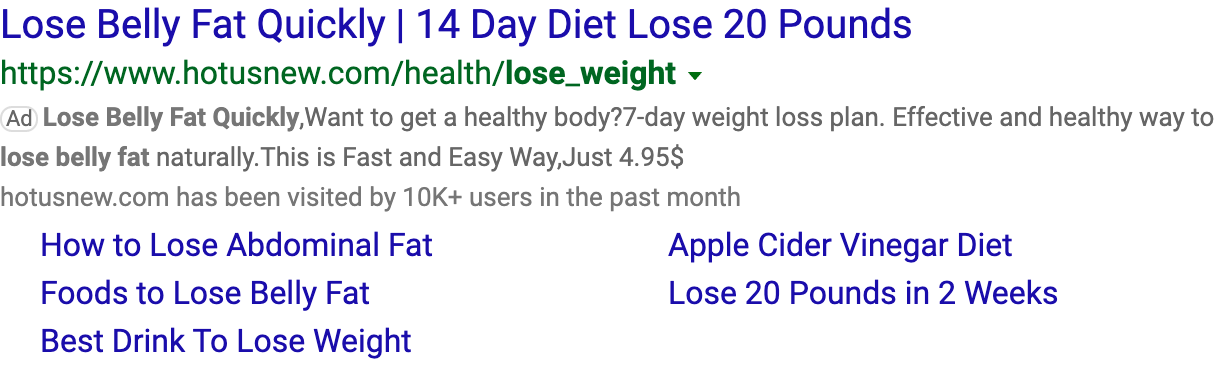 Lose Belly Fat Quickly | 14 Day Diet Lose 20 Pounds
https://www.hotusnew.com/health/lose_weight
Ad Lose Belly Fat Quickly,Want to get a healthy body?7-day weight loss plan. Effective and healthy way to
lose belly fat naturally.This is Fast and Easy Way,Just 4.95$
hotusnew.com has been visited by 10K+ users in the past month
How to Lose Abdominal Fat
Apple Cider Vinegar Diet
Foods to Lose Belly Fat
Lose 20 Pounds in 2 Weeks
Best Drink To Lose Weight